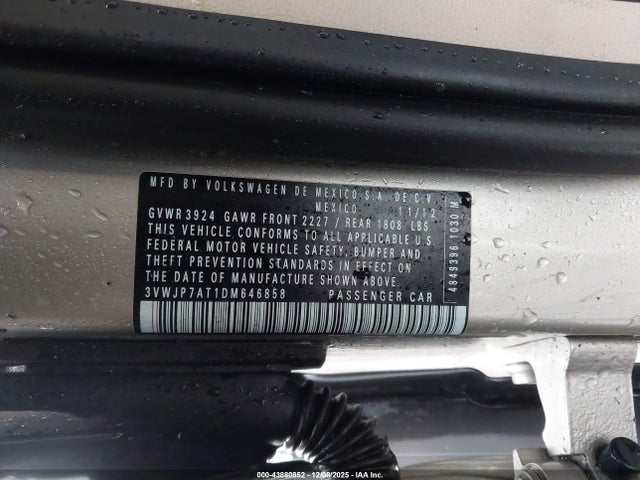 MFD BY VOLKSWAGEN DE MEXICO S.A. DE C.V.
MEXICO 11/12
GVWR 3924 GAWR FRONT 2227 / REAR 1808 LBS
THIS VEHICLE CONFORMS TO ALL APPLICABLE U.S.
FEDERAL MOTOR VEHICLE SAFETY, BUMPER AND
THEFT PREVENTION STANDARDS IN EFFECT ON
THE DATE OF MANUFACTURE SHOWN ABOVE.
3VWJP7AT1DM646858 PASSENGER CAR
48493961030 M
000-43880852 | 12/08/2025 | IAA Inc.